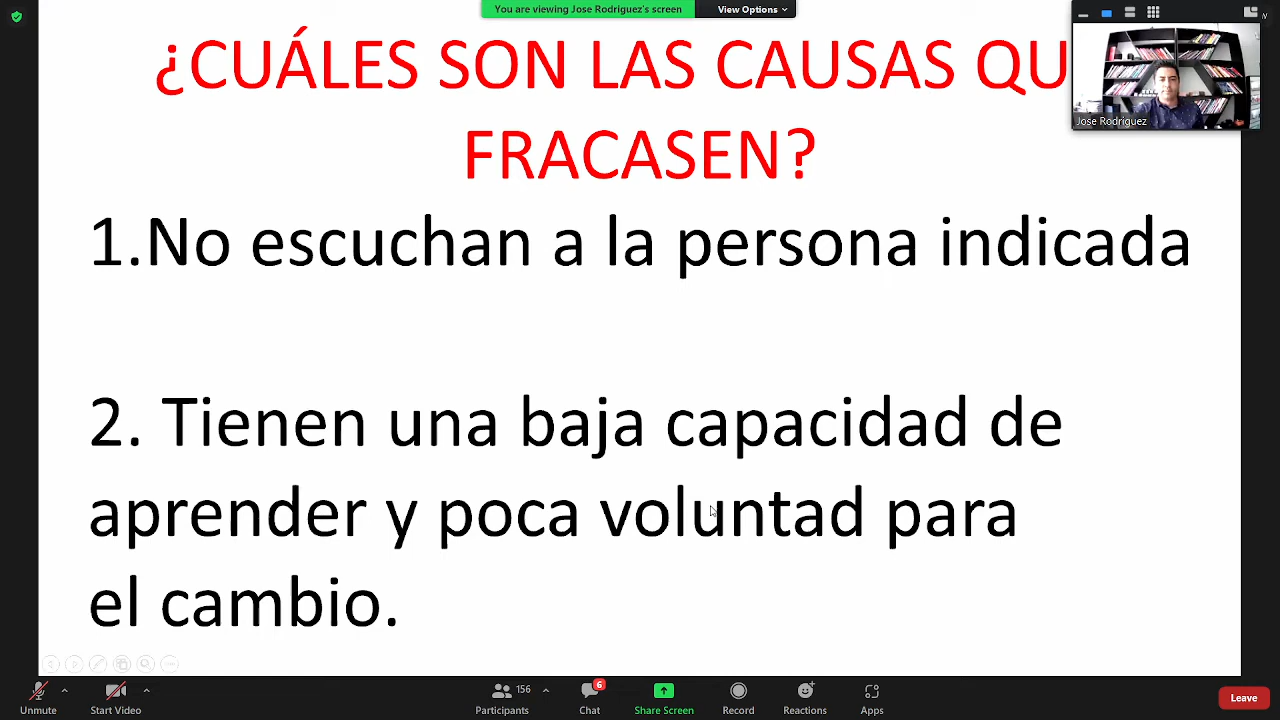 You are viewing Jose Rodriguez's screen
View Options
¿CUÁLES SON LAS CAUSAS QU
Jose Rodriguez
FRACASEN?
1.No escuchan a la persona indicada
2. Tienen una baja capacidad de
aprender y poca voluntad para
el cambio.
Unmute
Start Video
156
Participants
6
Chat
Share Screen
Record
Reactions
Apps
Leave